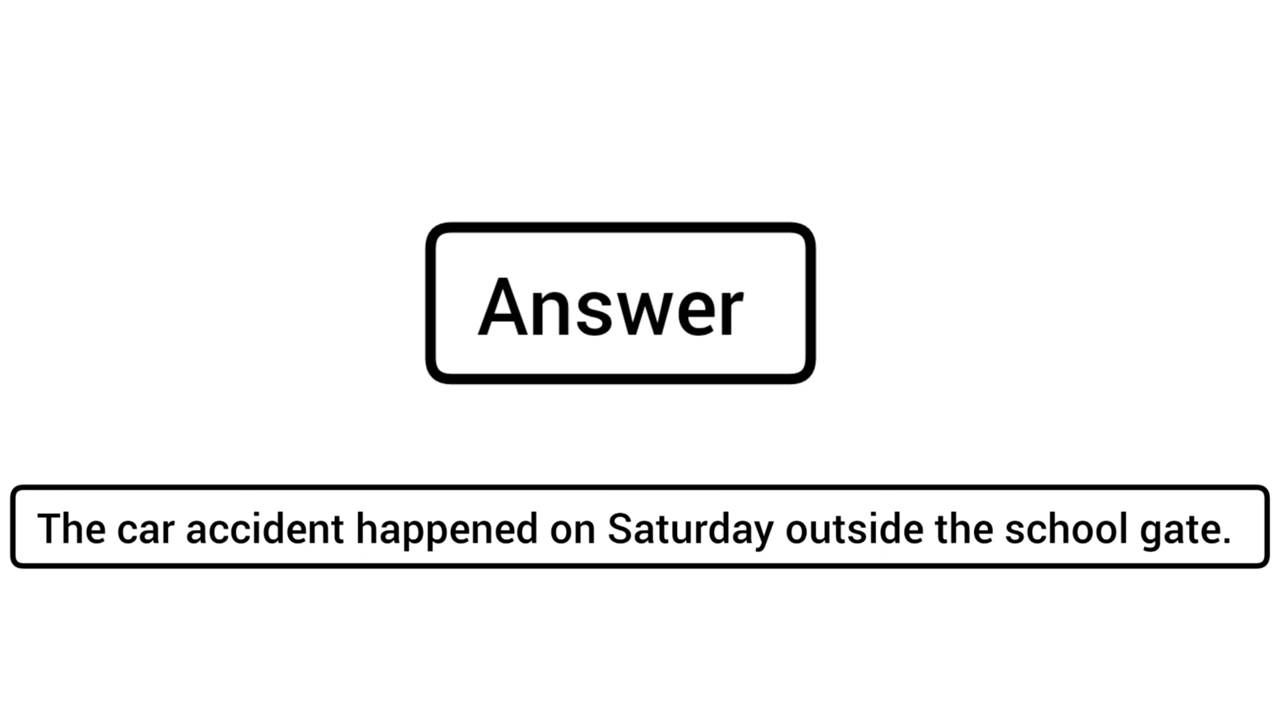 Answer
The car accident happened on Saturday outside the school gate.